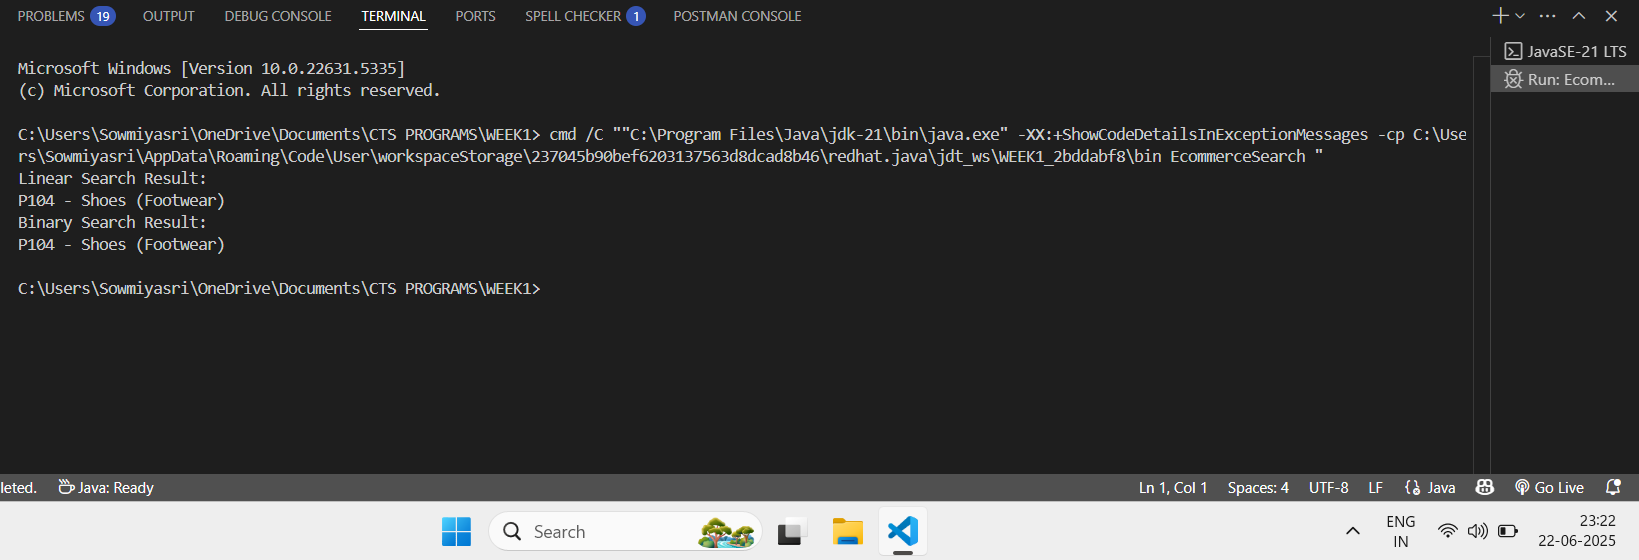 PROBLEMS 19 OUTPUT DEBUG CONSOLE TERMINAL PORTS SPELL CHECKER 1 POSTMAN CONSOLE
JavaSE-21 LTS
Run: Ecom...
Microsoft Windows [Version 10.0.22631.5335]
(c) Microsoft Corporation. All rights reserved.
C:\Users\Sowmiyasri\OneDrive\Documents\CTS PROGRAMS\WEEK1> cmd /C ""C:\Program Files\Java\jdk-21\bin\java.exe" -XX:+ShowCodeDetailsInExceptionMessages -cp C:\Use
rs\Sowmiyasri\AppData\Roaming\Code\User\workspaceStorage\237045b90bef6203137563d8dcad8b46\redhat.java\jdt_ws\WEEK1_2bddabf8\bin EcommerceSearch "
Linear Search Result:
P104 - Shoes (Footwear)
Binary Search Result:
P104 - Shoes (Footwear)
C:\Users\Sowmiyasri\OneDrive\Documents\CTS PROGRAMS\WEEK1>
leted. Java: Ready Ln 1, Col 1 Spaces: 4 UTF-8 LF Java Go Live
Search
ENG
IN
23:22
22-06-2025